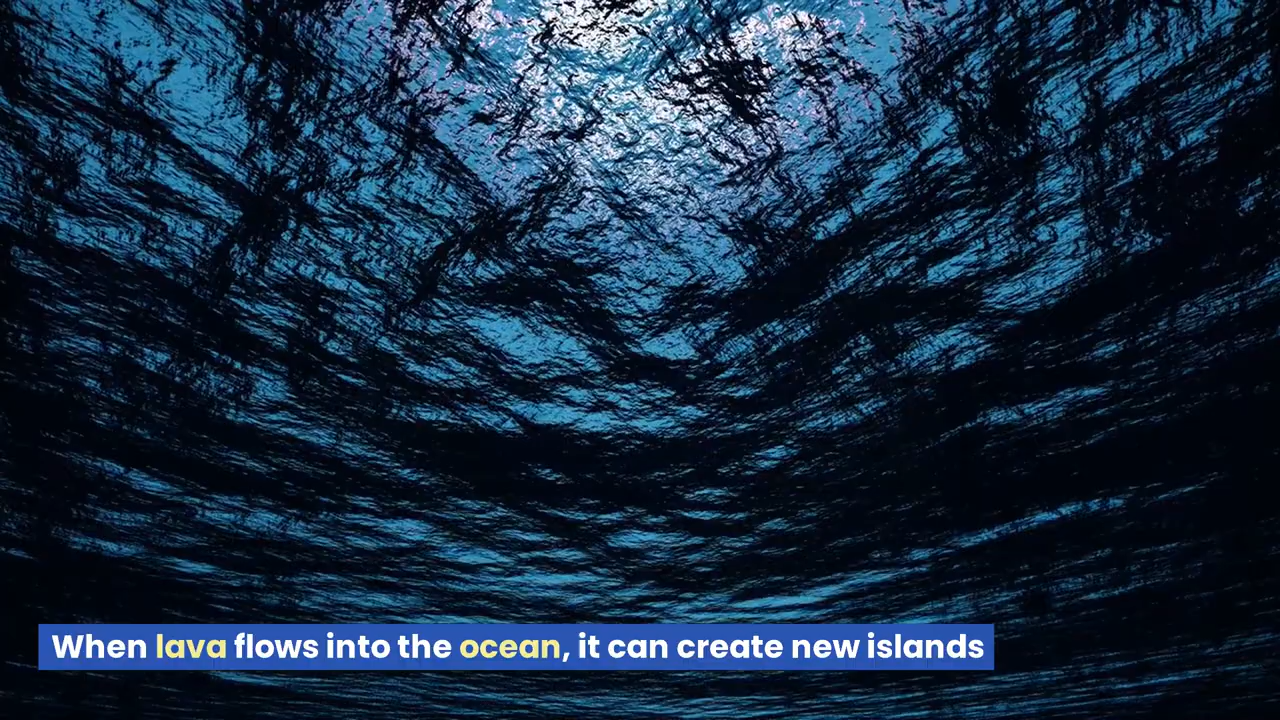 When lava flows into the ocean, it can create new islands